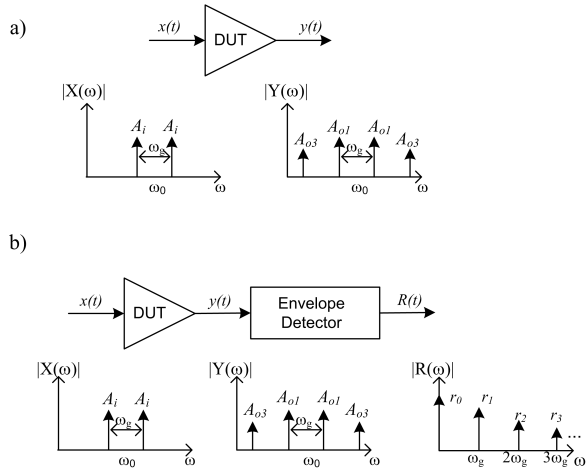 a)
x(t) DUT y(t)
|X(ω)| |Y(ω)|
A_i A_i A_o3 A_o1 A_o1 A_o3
ω_g ω_g
ω_0 ω ω_0 ω
b)
x(t) DUT y(t) Envelope Detector R(t)
|X(ω)| |Y(ω)| |R(ω)|
A_i A_i A_o3 A_o1 A_o1 A_o3 r_0 r_1 r_2 r_3 ...
ω_g ω_g
ω_0 ω ω_0 ω ω_g 2ω_g 3ω_g ω